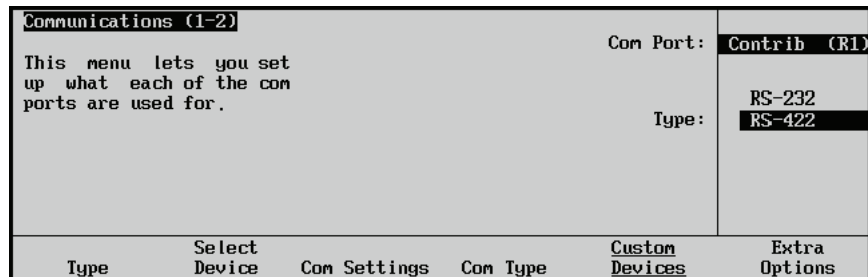 Communications (1-2)
This menu lets you set
up what each of the com
ports are used for.
Com Port: Contrib (R1)
RS-232
Type: RS-422
Type
Select Device
Com Settings
Com Type
Custom Devices
Extra Options